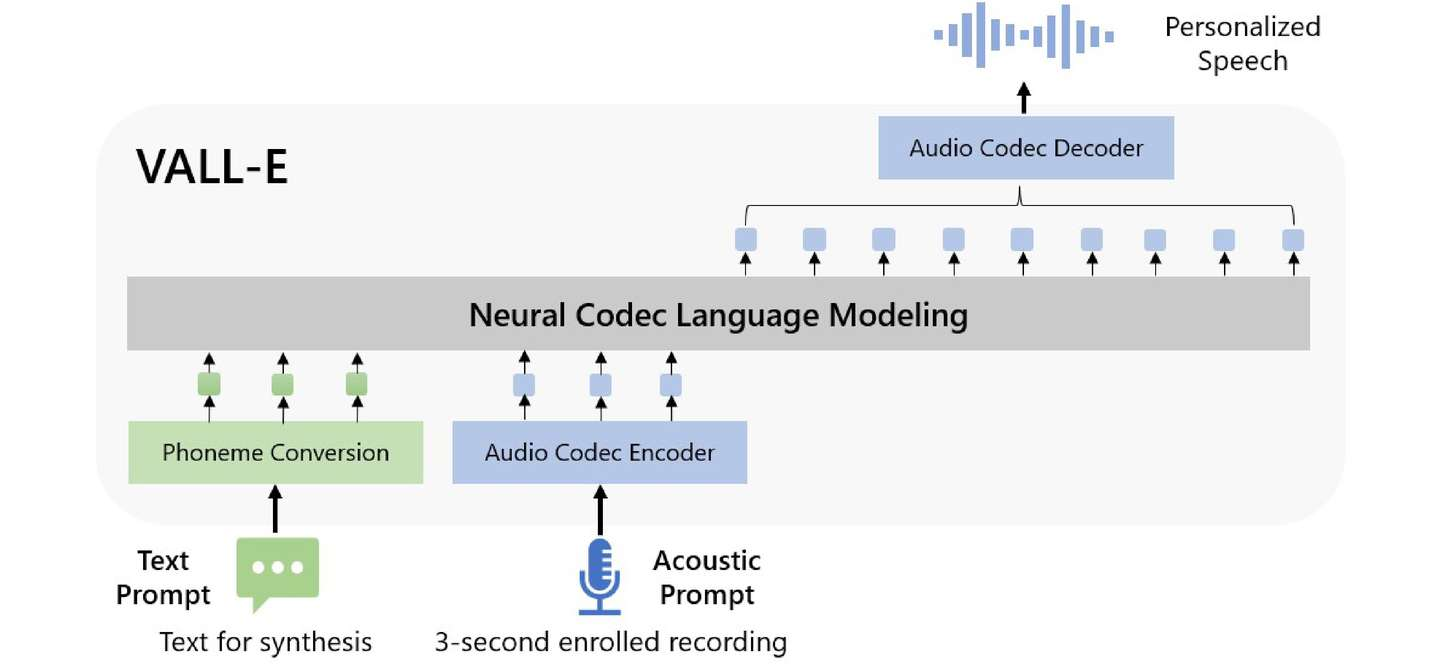 Personalized
Speech
Audio Codec Decoder
VALL-E
Neural Codec Language Modeling
Phoneme Conversion
Audio Codec Encoder
Text
Prompt
Acoustic
Prompt
Text for synthesis
3-second enrolled recording